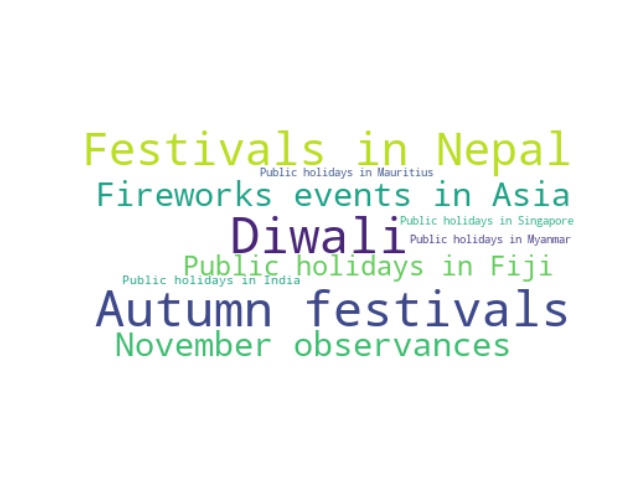 Festivals in Nepal
Public holidays in Mauritius
Fireworks events in Asia
Diwali
Public holidays in Singapore
Public holidays in Myanmar
Public holidays in Fiji
Public holidays in India
Autumn festivals
November observances